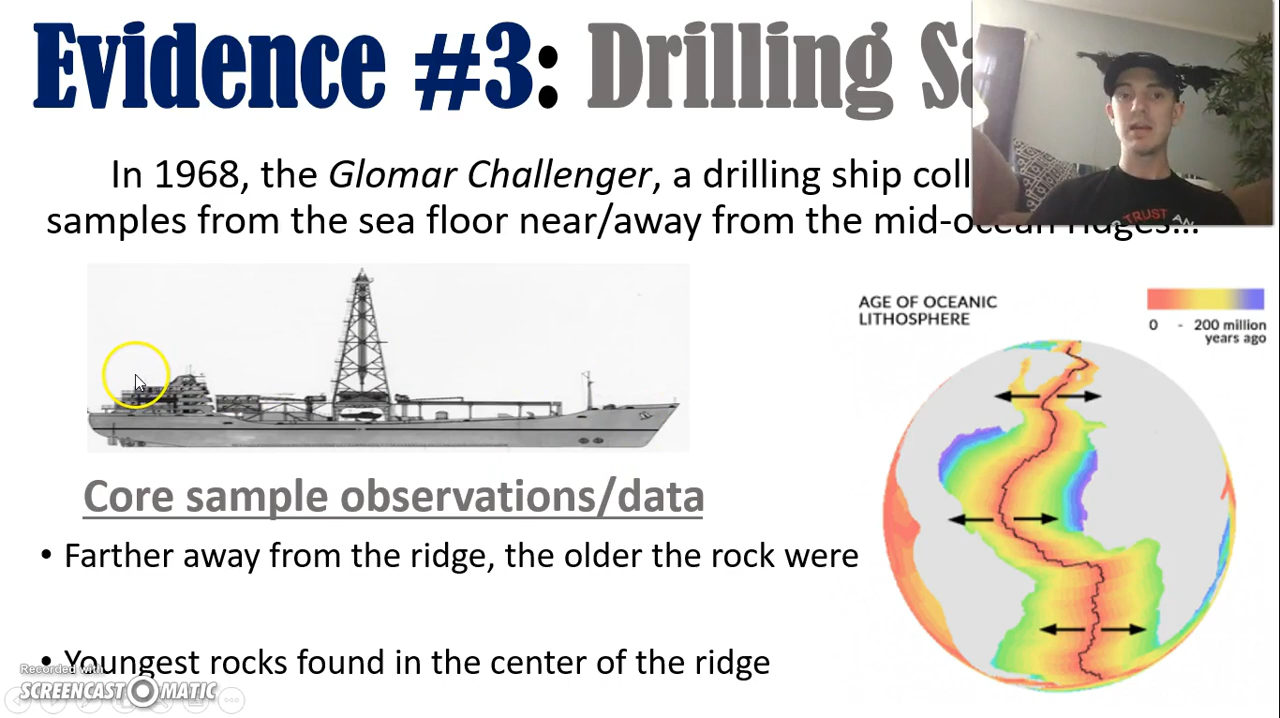 Evidence #3: Drilling Sa
In 1968, the Glomar Challenger, a drilling ship coll
samples from the sea floor near/away from the mid-ocean ridges...
TRUST AN
AGE OF OCEANIC
LITHOSPHERE
0 - 200 million
years ago
Core sample observations/data
• Farther away from the ridge, the older the rock were
• Youngest rocks found in the center of the ridge
Recorded with
SCREENCAST-O-MATIC